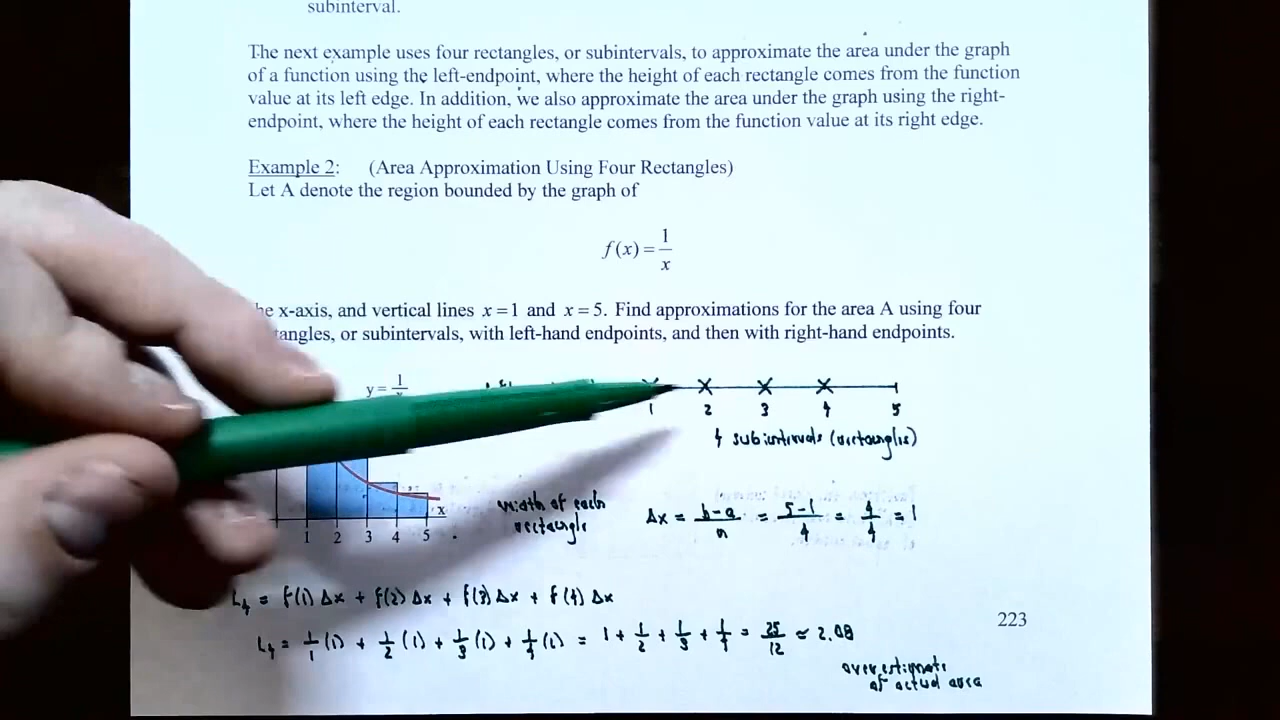 subinterval.
The next example uses four rectangles, or subintervals, to approximate the area under the graph
of a function using the left-endpoint, where the height of each rectangle comes from the function
value at its left edge. In addition, we also approximate the area under the graph using the right-
endpoint, where the height of each rectangle comes from the function value at its right edge.
Example 2: (Area Approximation Using Four Rectangles)
Let A denote the region bounded by the graph of
f(x) = 1/x
x-axis, and vertical lines x = 1 and x = 5. Find approximations for the area A using four
or subintervals, with left-hand endpoints, and then with right-hand endpoints.
y = 1
1 2 3 4 5
4 subintervals (rectangles)
width of each
rectangle
Δx = b-a/n = 5-1/4 = 4/4 = 1
x
1 2 3 4 5
L4 = f(1) Δx + f(2) Δx + f(3) Δx + f(4) Δx
L4 = 1/1 (1) + 1/2 (1) + 1/3 (1) + 1/4 (1) = 1 + 1/2 + 1/3 + 1/4 = 25/12 ≈ 2.08
223
overestimate
of actual area